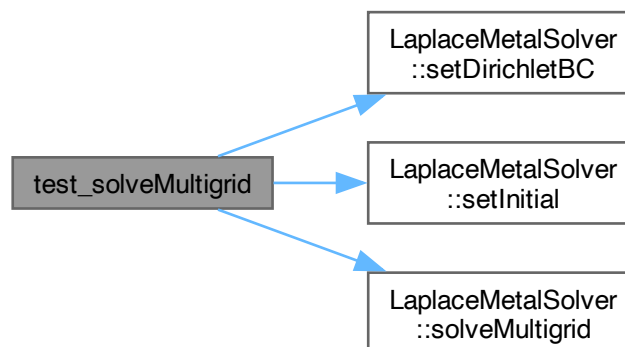 LaplaceMetalSolver
::setDirichletBC
test_solveMultigrid
LaplaceMetalSolver
::setInitial
LaplaceMetalSolver
::solveMultigrid